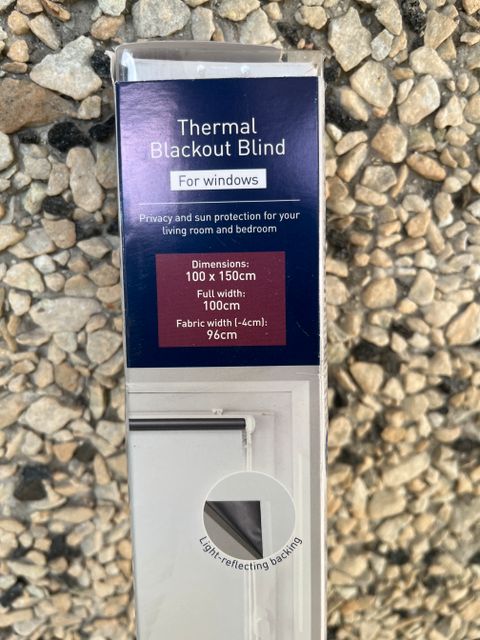 Thermal
Blackout Blind
For windows
Privacy and sun protection for your
living room and bedroom
Dimensions:
100 x 150cm
Full width:
100cm
Fabric width (-4cm):
96cm
Light-reflecting backing